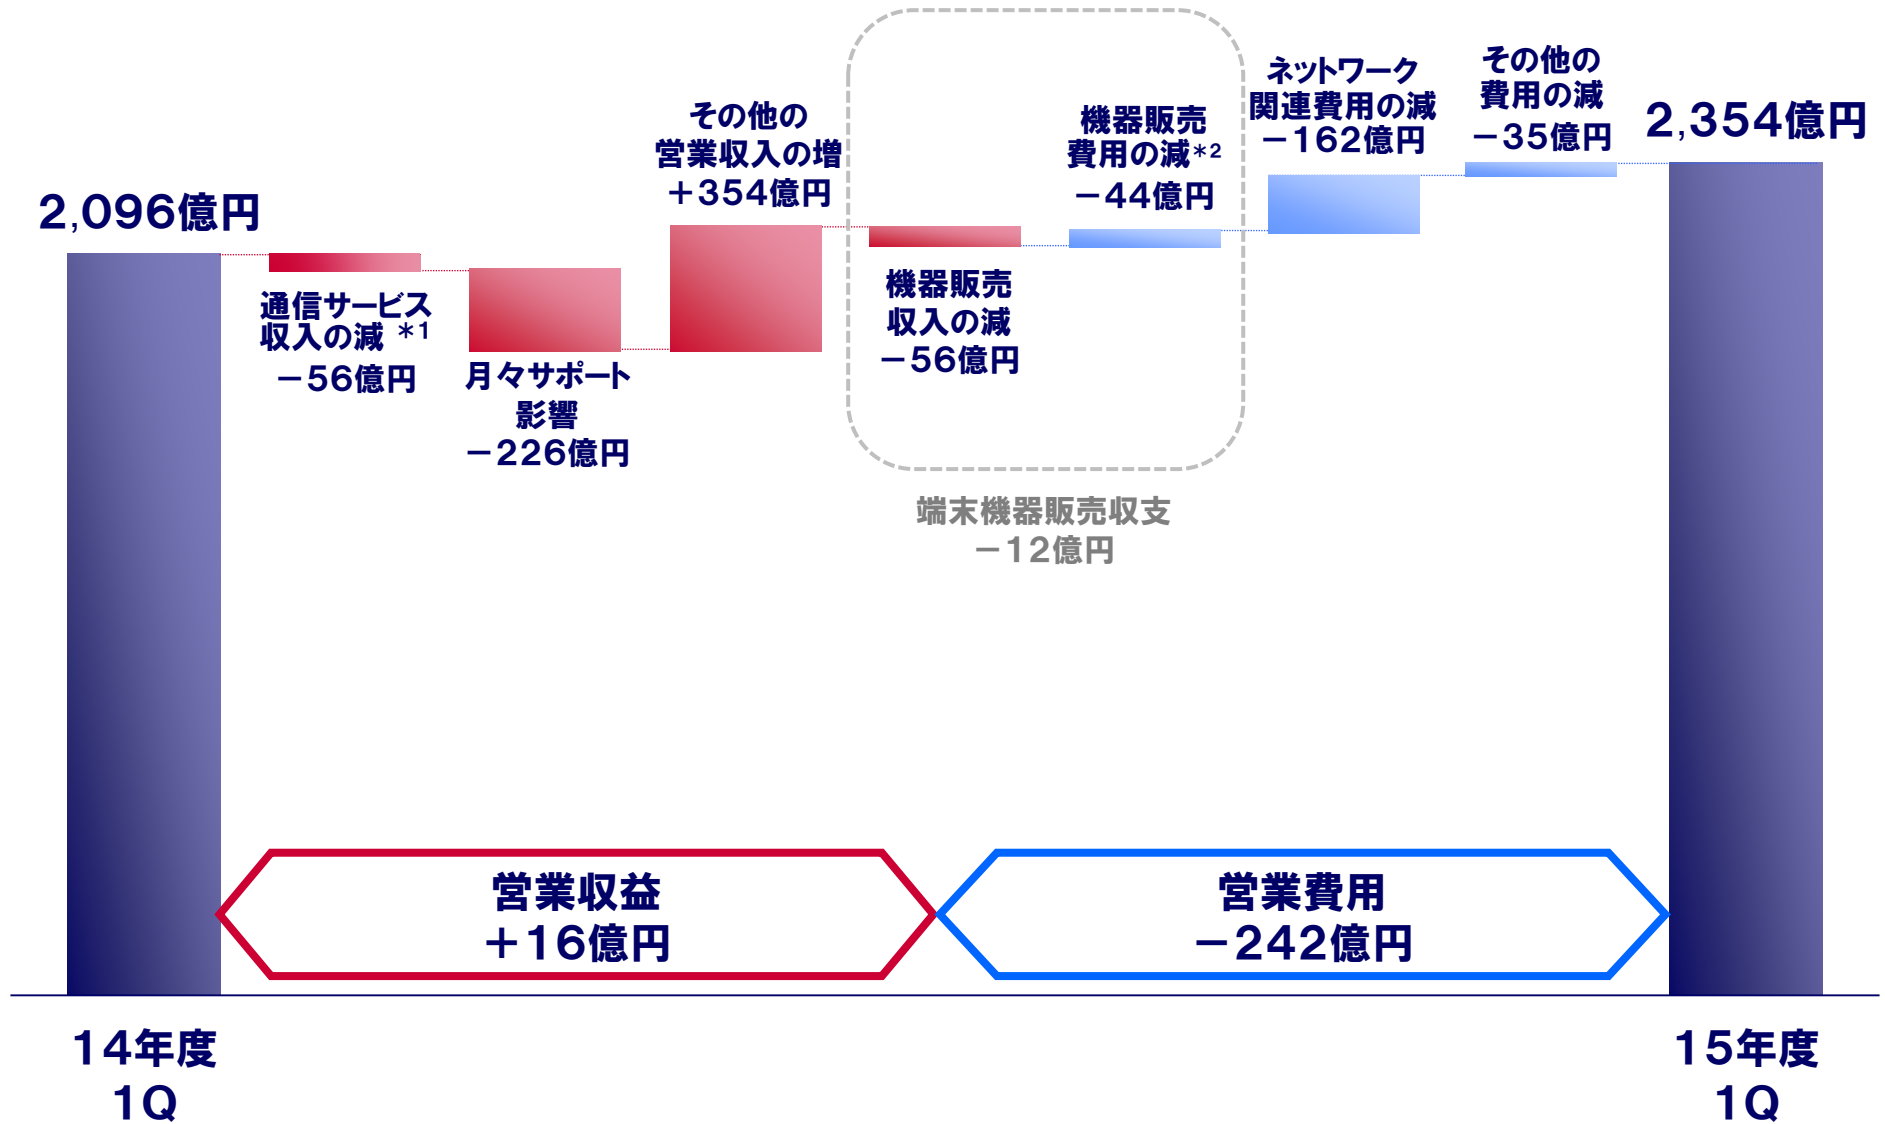 2,096億円
通信サービス
収入の減 ＊1
－56億円
月々サポート
影響
－226億円
その他の
営業収入の増
＋354億円
機器販売
収入の減
－56億円
機器販売
費用の減＊2
－44億円
端末機器販売収支
－12億円
ネットワーク
関連費用の減
－162億円
その他の
費用の減
－35億円
2,354億円
営業収益
＋16億円
営業費用
－242億円
14年度
1Q
15年度
1Q